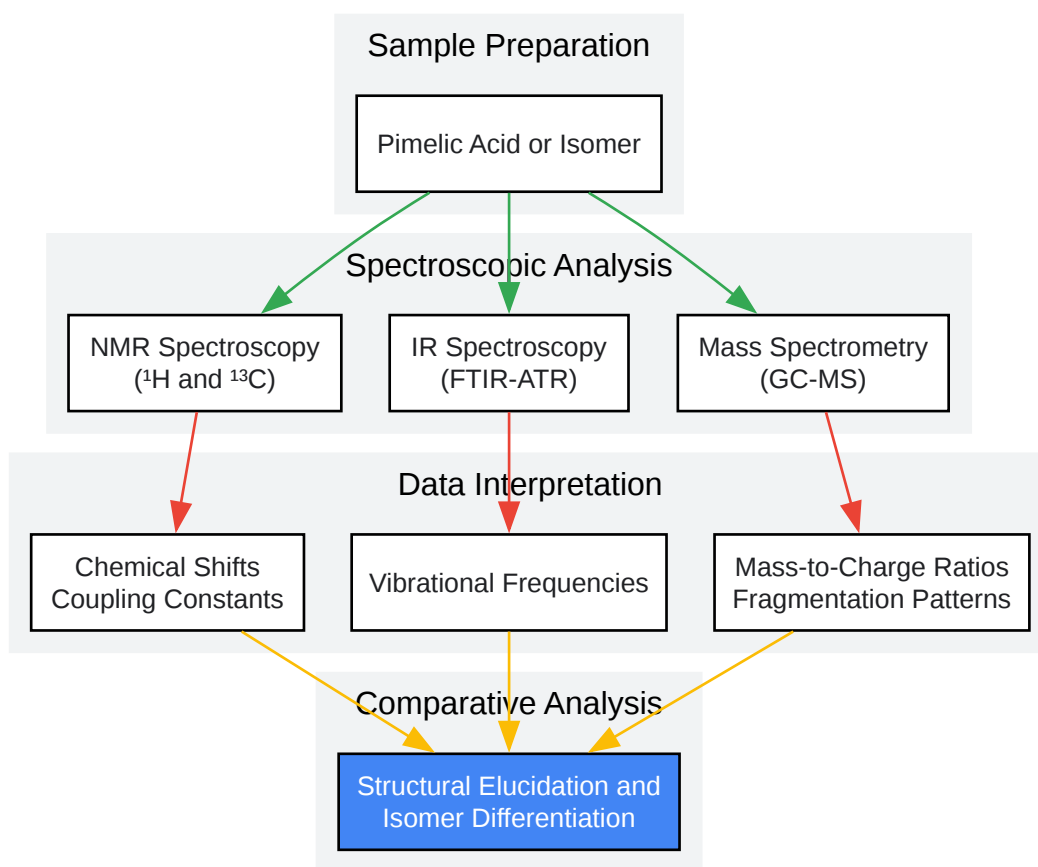 Sample Preparation
Pimelic Acid or Isomer
Spectroscopic Analysis
NMR Spectroscopy
(¹H and ¹³C)
IR Spectroscopy
(FTIR-ATR)
Mass Spectrometry
(GC-MS)
Data Interpretation
Chemical Shifts
Coupling Constants
Vibrational Frequencies
Mass-to-Charge Ratios
Fragmentation Patterns
Comparative Analysis
Structural Elucidation and
Isomer Differentiation